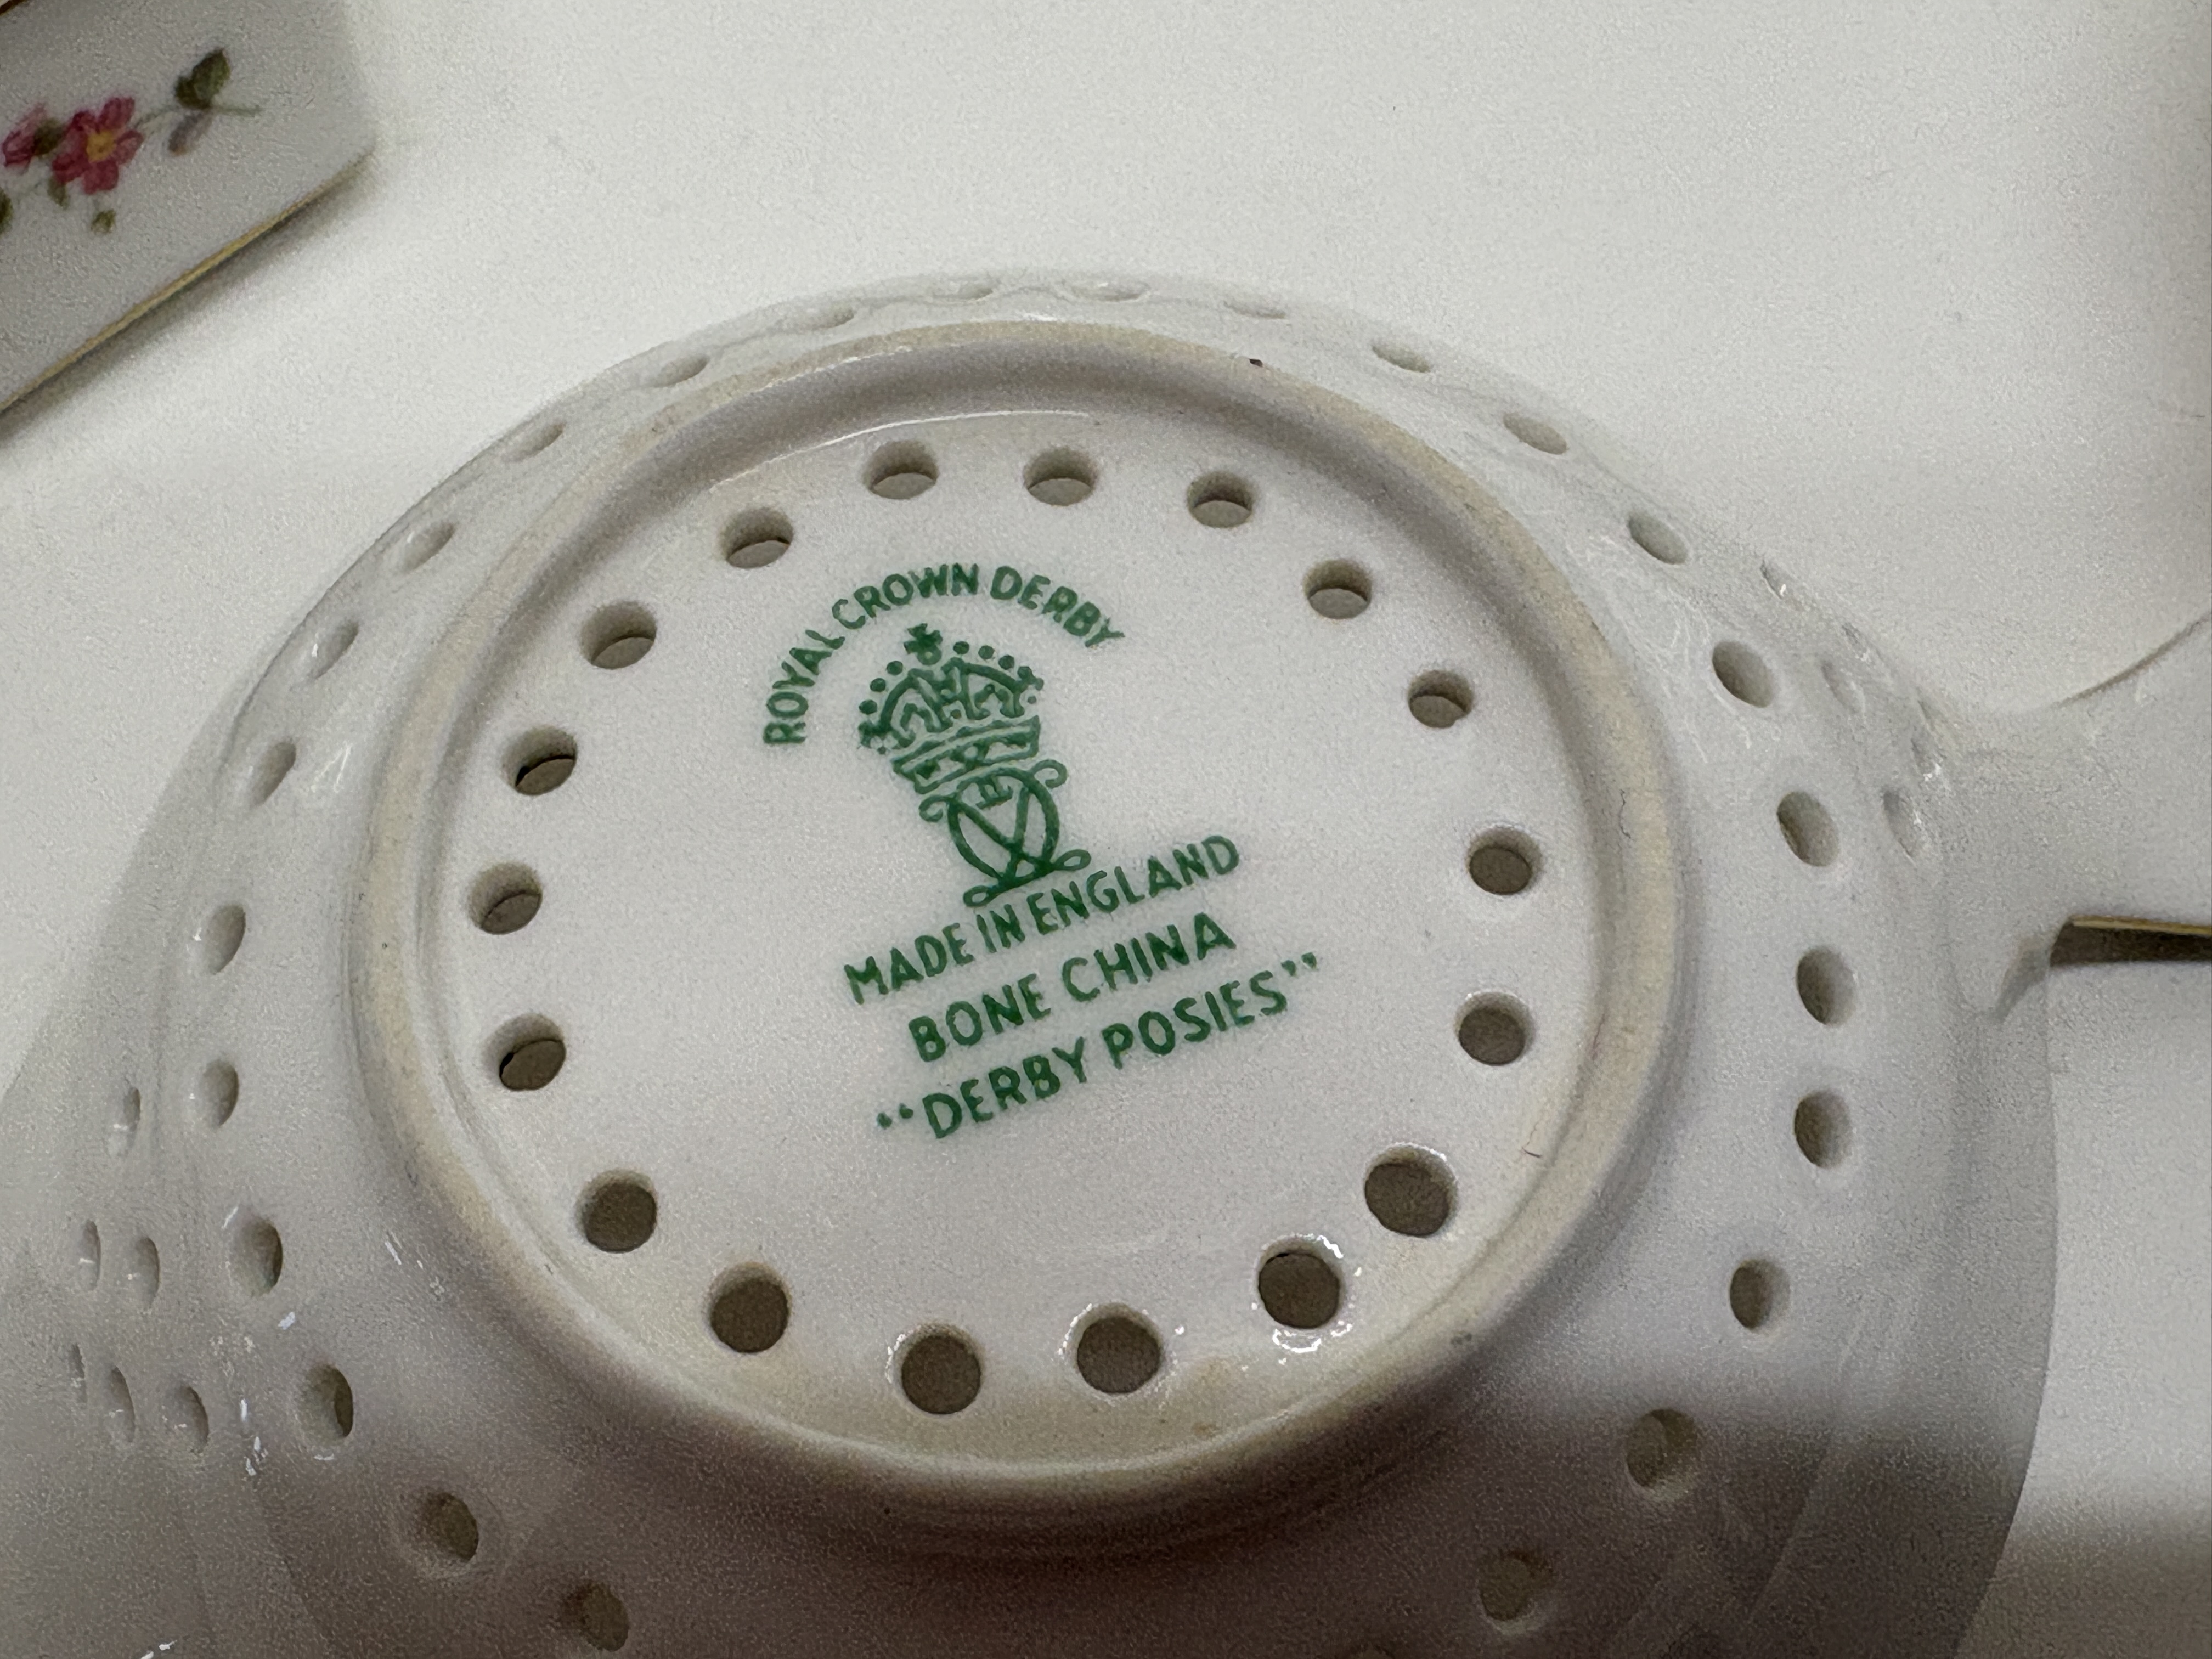 ROYAL CROWN DERBY
MADE IN ENGLAND
BONE CHINA
“DERBY POSIES”